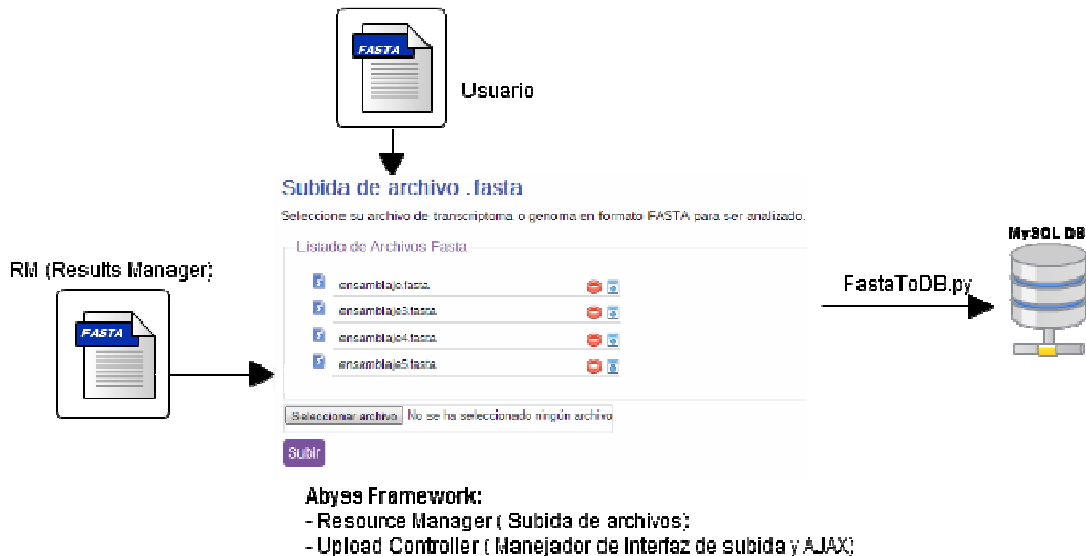 FASTA
Usuario
Subida de archivo .fasta
Seleccione su archivo de transcriptoma o genoma en formato FASTA para ser analizado.
Listado de Archivos Fasta
ensamblaje.fasta
ensamblaje3.fasta
ensamblaje4.fasta
ensamblaje5.fasta
Seleccionar archivo No se ha seleccionado ningún archivo
Subir
RM (Results Manager)
FASTA
FastaToDB.py
MySQL DB
Abyss Framework:
- Resource Manager ( Subida de archivos)
- Upload Controller ( Manejador de Interfaz de subida y AJAX)